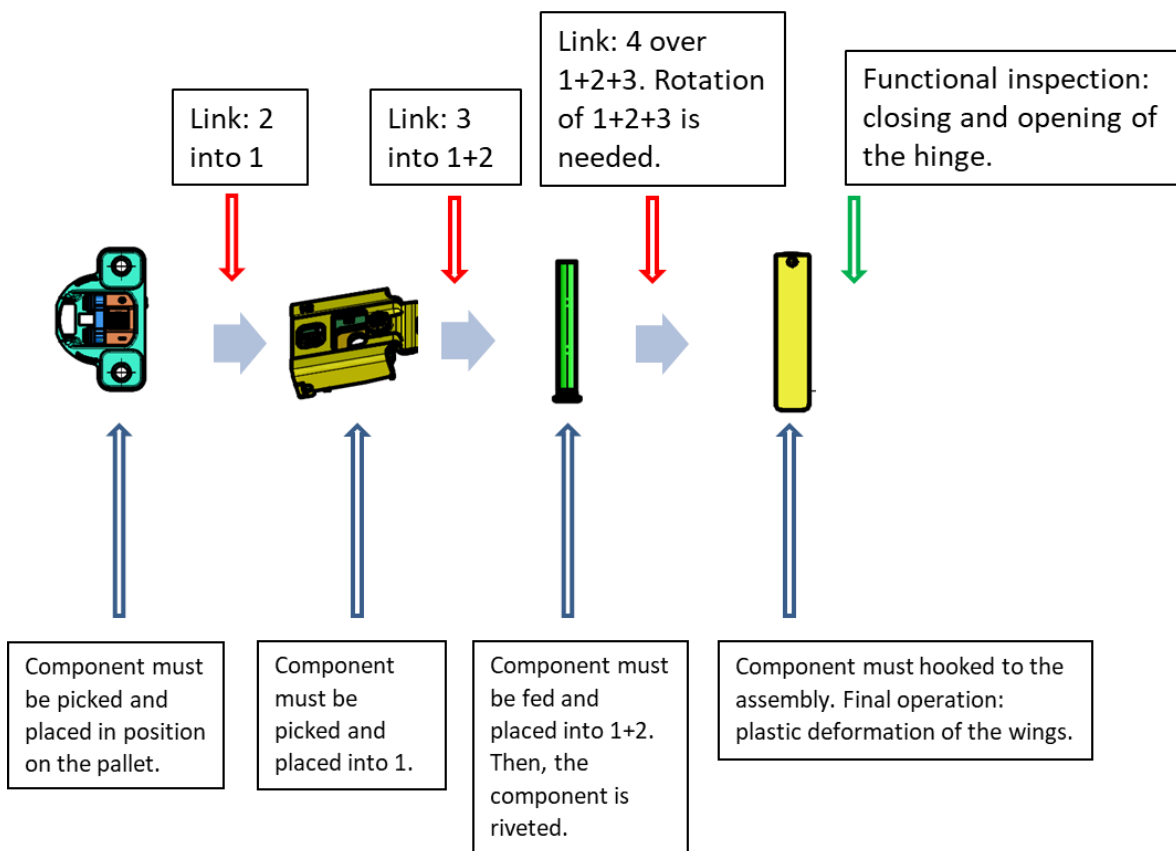 Link: 2
into 1
Link: 3
into 1+2
Link: 4 over
1+2+3. Rotation
of 1+2+3 is
needed.
Functional inspection:
closing and opening of
the hinge.
Component must
be picked and
placed in position
on the pallet.
Component
must be
picked and
placed into 1.
Component must
be fed and
placed into 1+2.
Then, the
component is
riveted.
Component must hooked to the
assembly. Final operation:
plastic deformation of the wings.